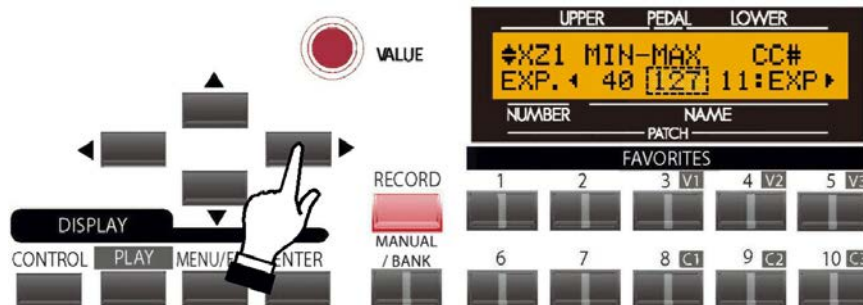 VALUE
UPPER PEDAL LOWER
XZ1 MIN-MAX CC#
EXP. 40 127 11:EXP
NUMBER NAME
PATCH
FAVORITES
RECORD
1 2 3 V1 4 V2 5 V3
DISPLAY
CONTROL PLAY ENTER
MANUAL
/ BANK
6 7 8 C1 9 C2 10 C3